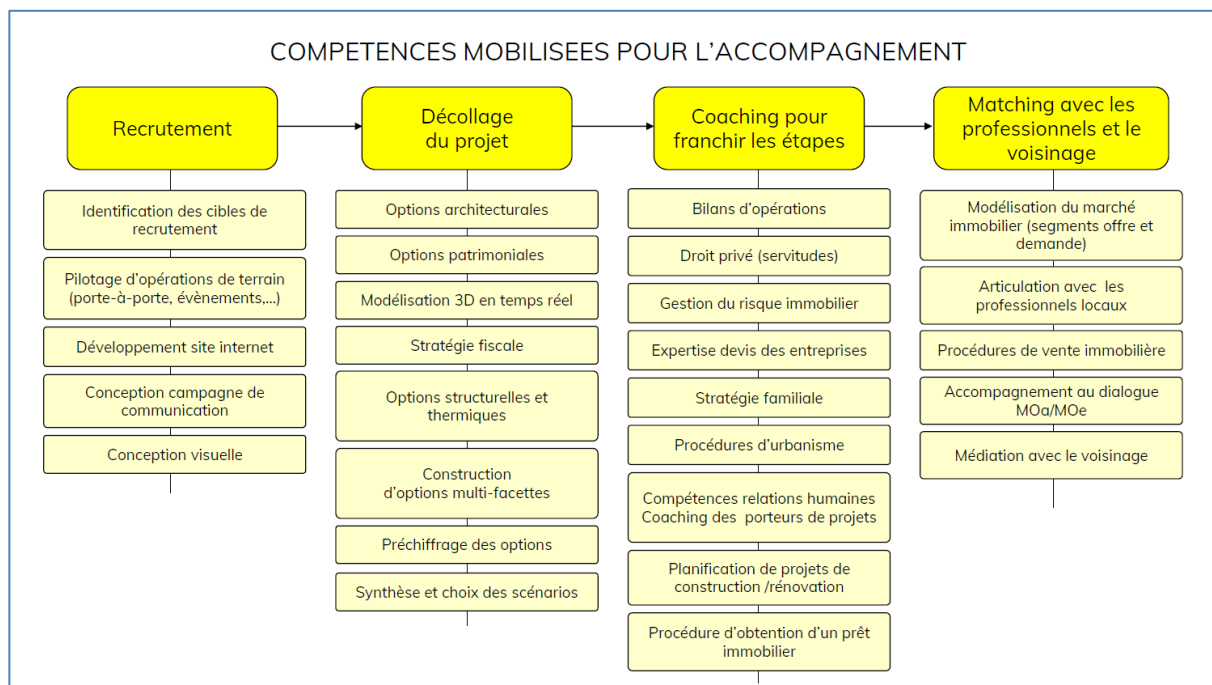 COMPETENCES MOBILISEES POUR L'ACCOMPAGNEMENT
Recrutement
Identification des cibles de
recrutement
Pilotage d'opérations de terrain
(porte-à-porte, évènements,...)
Développement site internet
Conception campagne de
communication
Conception visuelle
Décollage
du projet
Options architecturales
Options patrimoniales
Modélisation 3D en temps réel
Stratégie fiscale
Options structurelles et
thermiques
Construction
d'options multi-facettes
Préchiffrage des options
Synthèse et choix des scénarios
Coaching pour
franchir les étapes
Bilans d'opérations
Droit privé (servitudes)
Gestion du risque immobilier
Expertise devis des entreprises
Stratégie familiale
Procédures d'urbanisme
Compétences relations humaines
Coaching des porteurs de projets
Planification de projets de
construction /rénovation
Procédure d'obtention d'un prêt
immobilier
Matching avec les
professionnels et le
voisinage
Modélisation du marché
immobilier (segments offre et
demande)
Articulation avec les
professionnels locaux
Procédures de vente immobilière
Accompagnement au dialogue
MOa/MOe
Médiation avec le voisinage